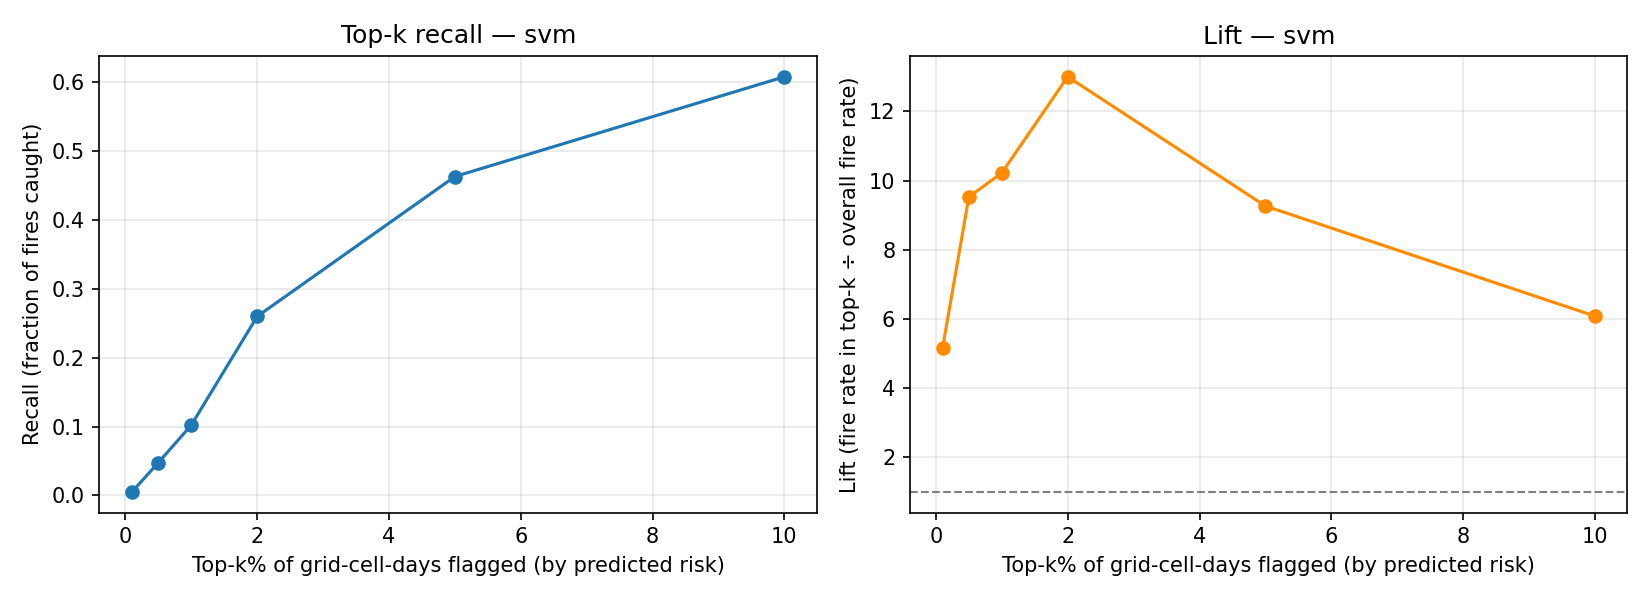 Top-k recall — svm
Recall (fraction of fires caught)
0.6
0.5
0.4
0.3
0.2
0.1
0.0
0 2 4 6 8 10
Top-k% of grid-cell-days flagged (by predicted risk)
Lift — svm
Lift (fire rate in top-k ÷ overall fire rate)
12
10
8
6
4
2
0 2 4 6 8 10
Top-k% of grid-cell-days flagged (by predicted risk)